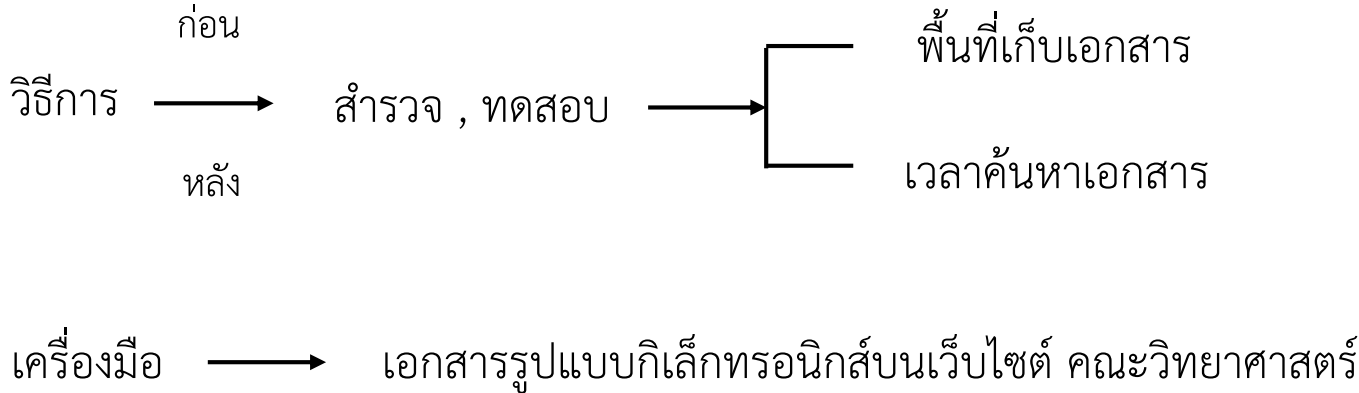 ก่อน
วิธีการ
หลัง
สำรวจ , ทดสอบ
พื้นที่เก็บเอกสาร
เวลาค้นหาเอกสาร
เครื่องมือ
เอกสารรูปแบบกิเล็กทรอนิกส์บนเว็บไซต์ คณะวิทยาศาสตร์